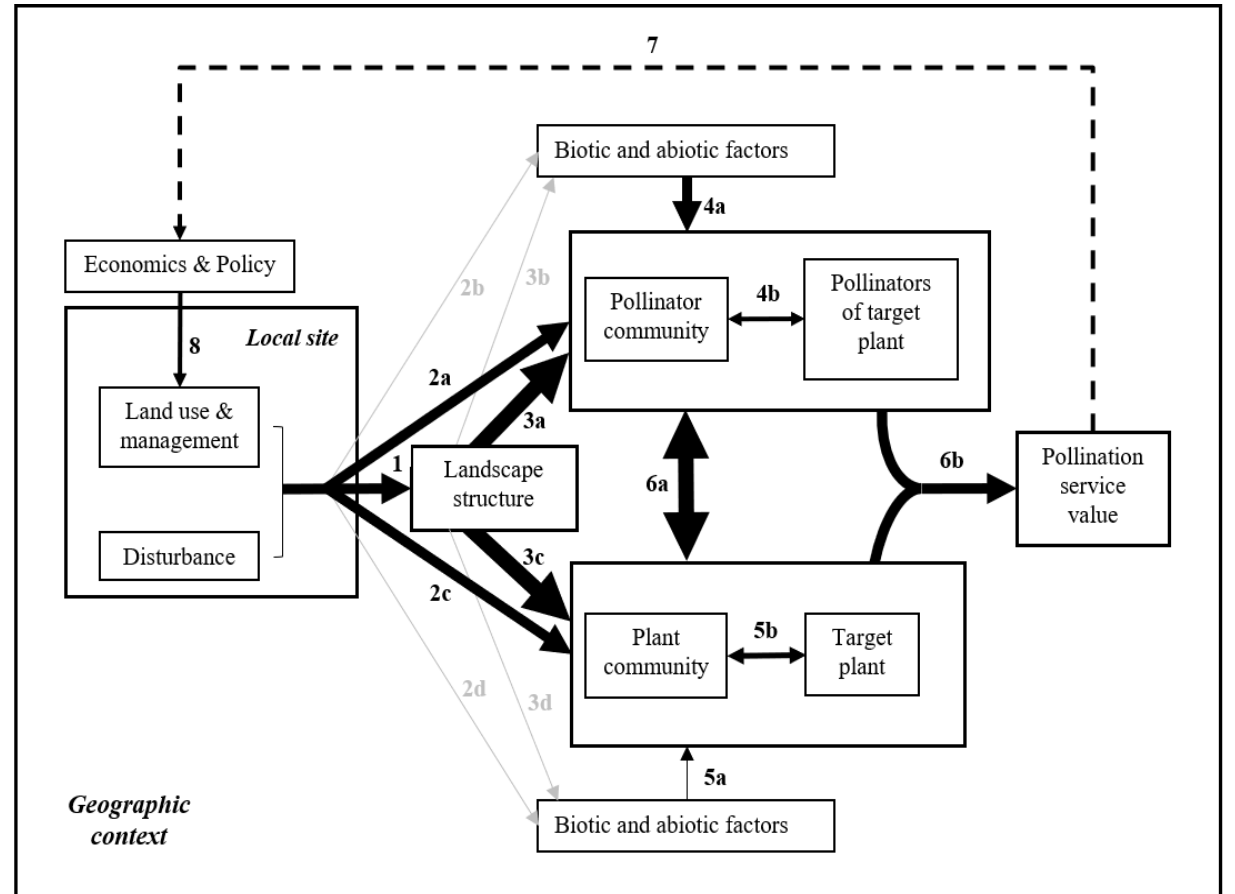 7
Biotic and abiotic factors
4a
Economics & Policy
2b
3b
Pollinator
community
4b
Pollinators
of target
plant
8
Local site
2a
3a
Land use &
management
1
Landscape
structure
6a
6b
Pollination
service
value
Disturbance
3c
2c
Plant
community
5b
Target
plant
2d
3d
5a
Geographic
context
Biotic and abiotic factors